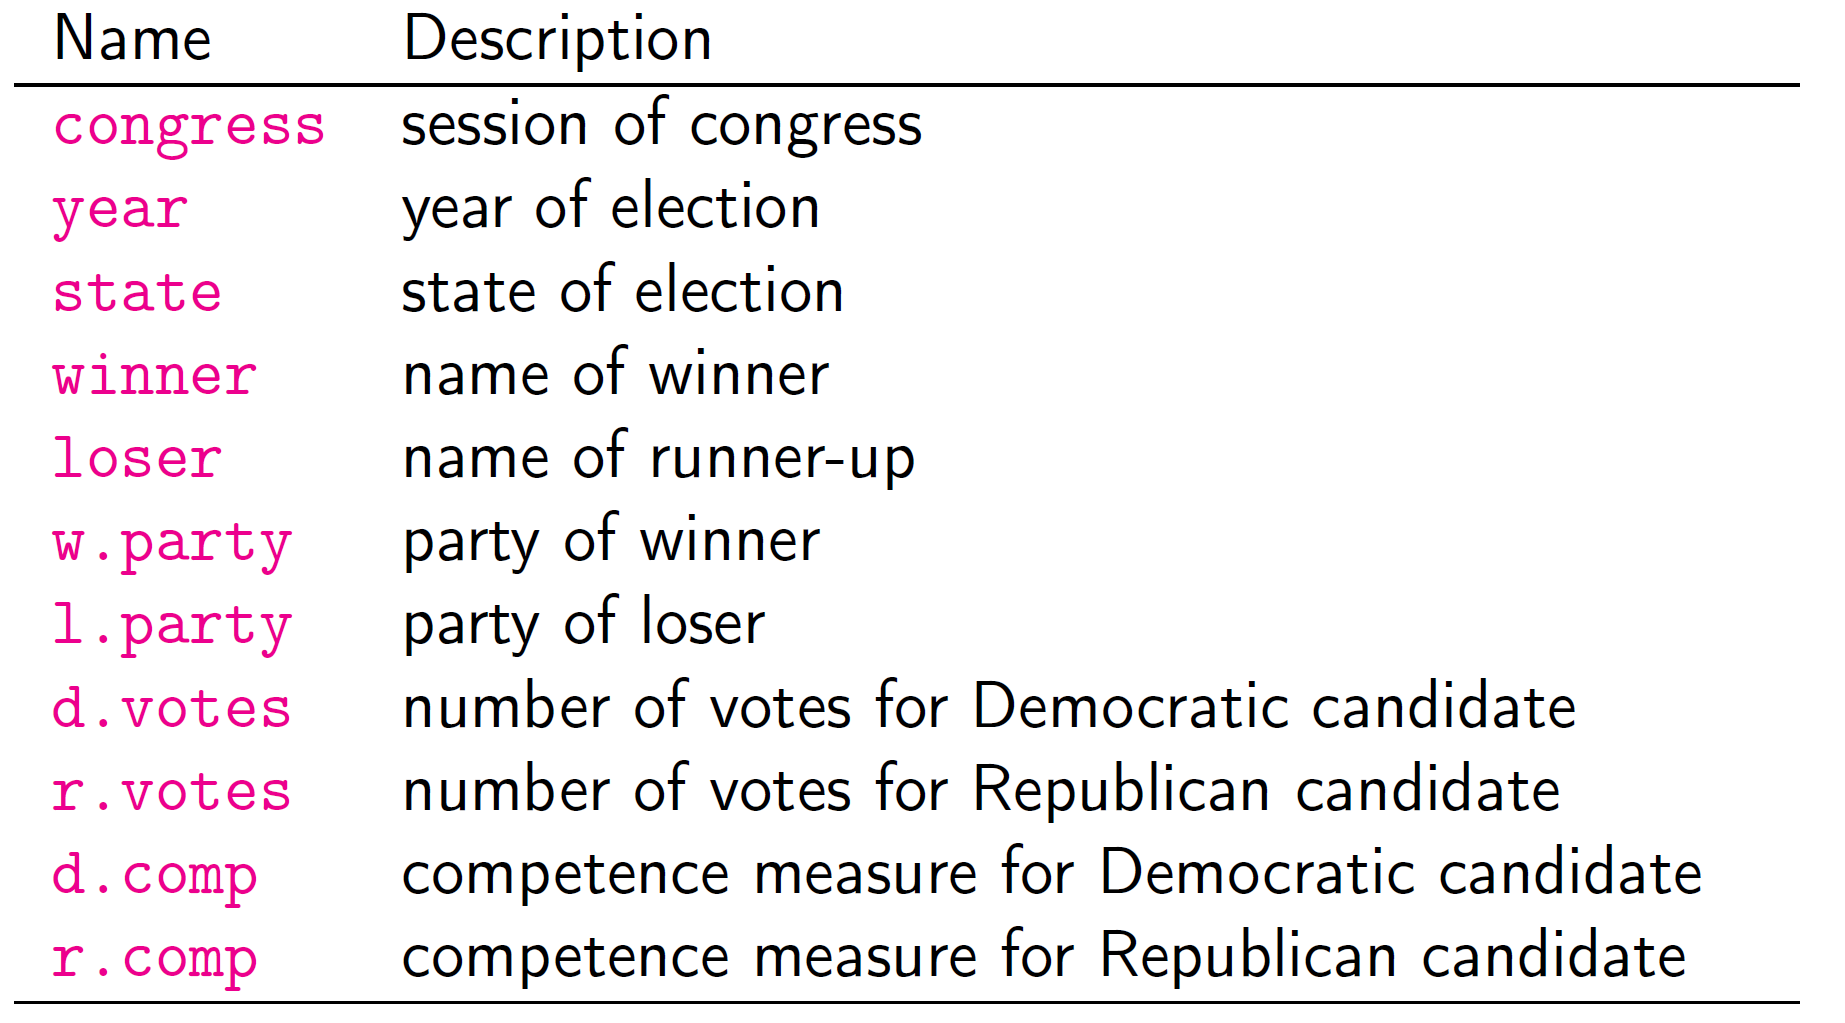 Name Description
congress session of congress
year year of election
state state of election
winner name of winner
loser name of runner-up
w.party party of winner
l.party party of loser
d.votes number of votes for Democratic candidate
r.votes number of votes for Republican candidate
d.comp competence measure for Democratic candidate
r.comp competence measure for Republican candidate